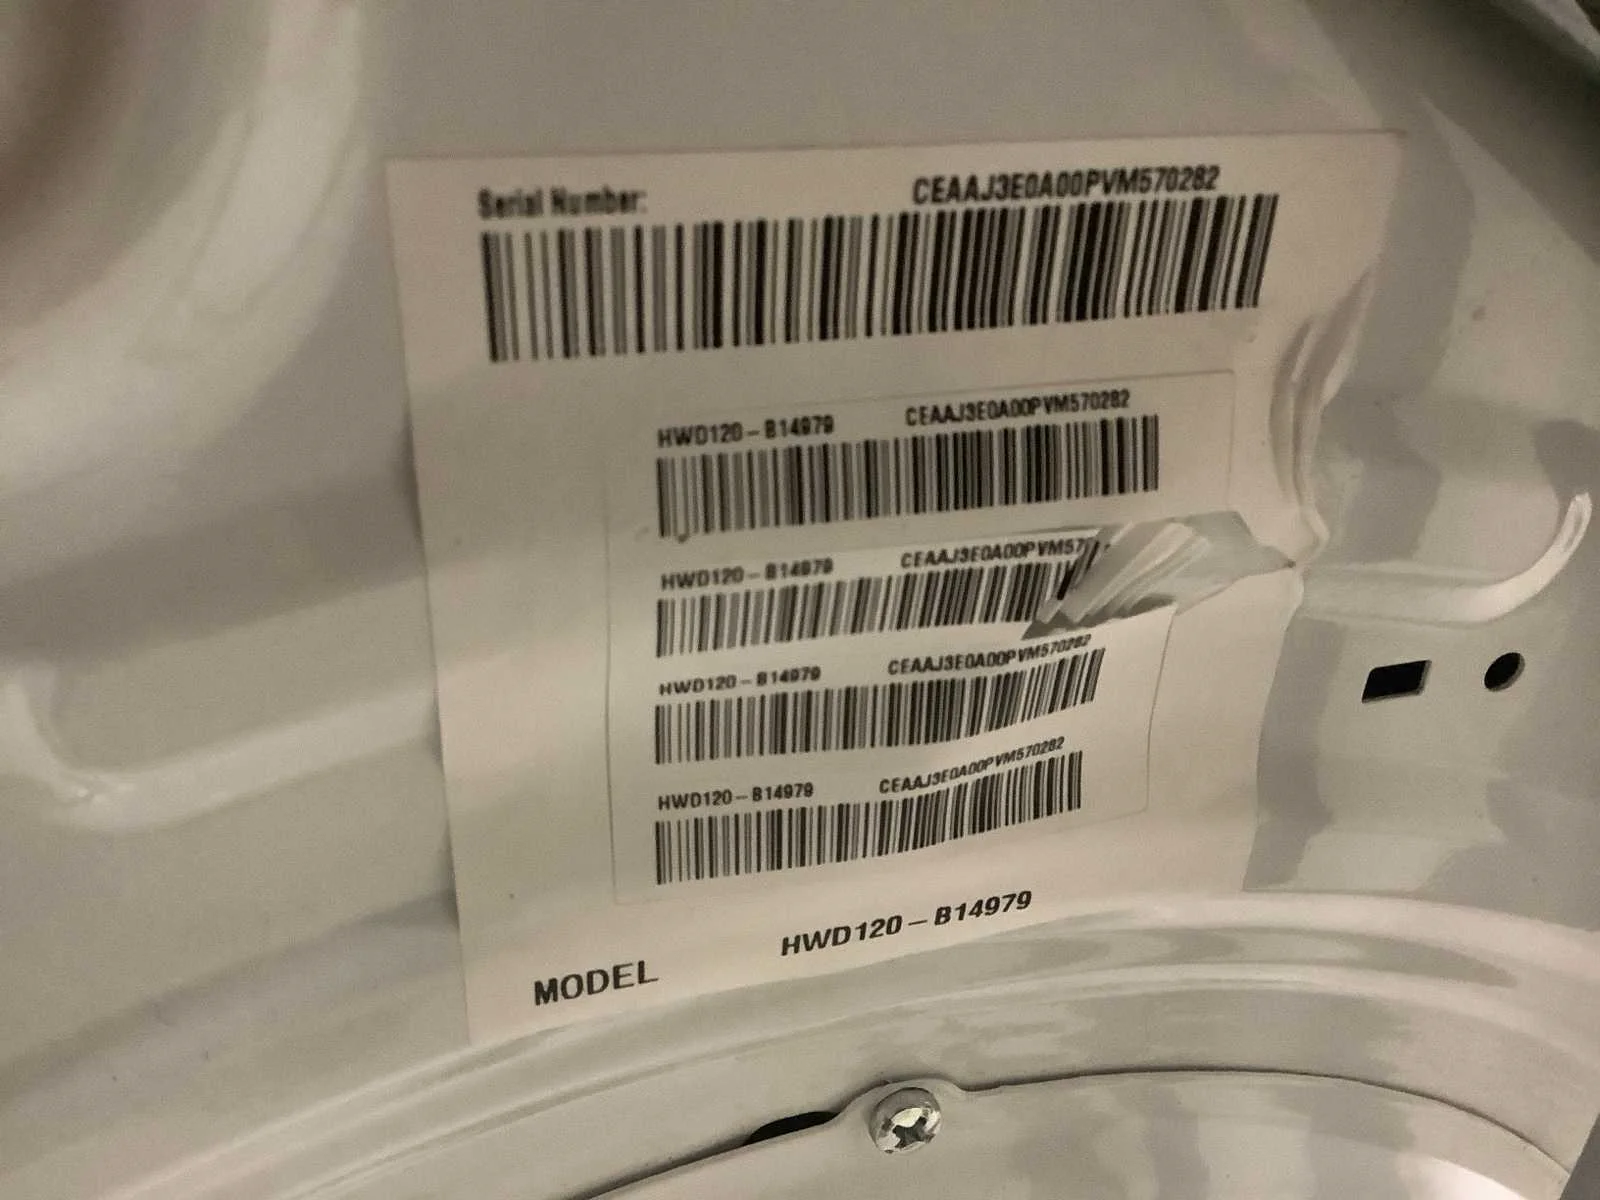 Serial Number: CEAAJ3E0A00PVM570282
HWD120-B14979 CEAAJ3E0A00PVM570282
HWD120-B14979 CEAAJ3E0A00PVM57
HWD120-B14979 CEAAJ3E0A00PVM570282
HWD120-B14979 CEAAJ3E0A00PVM570282
MODEL HWD120-B14979